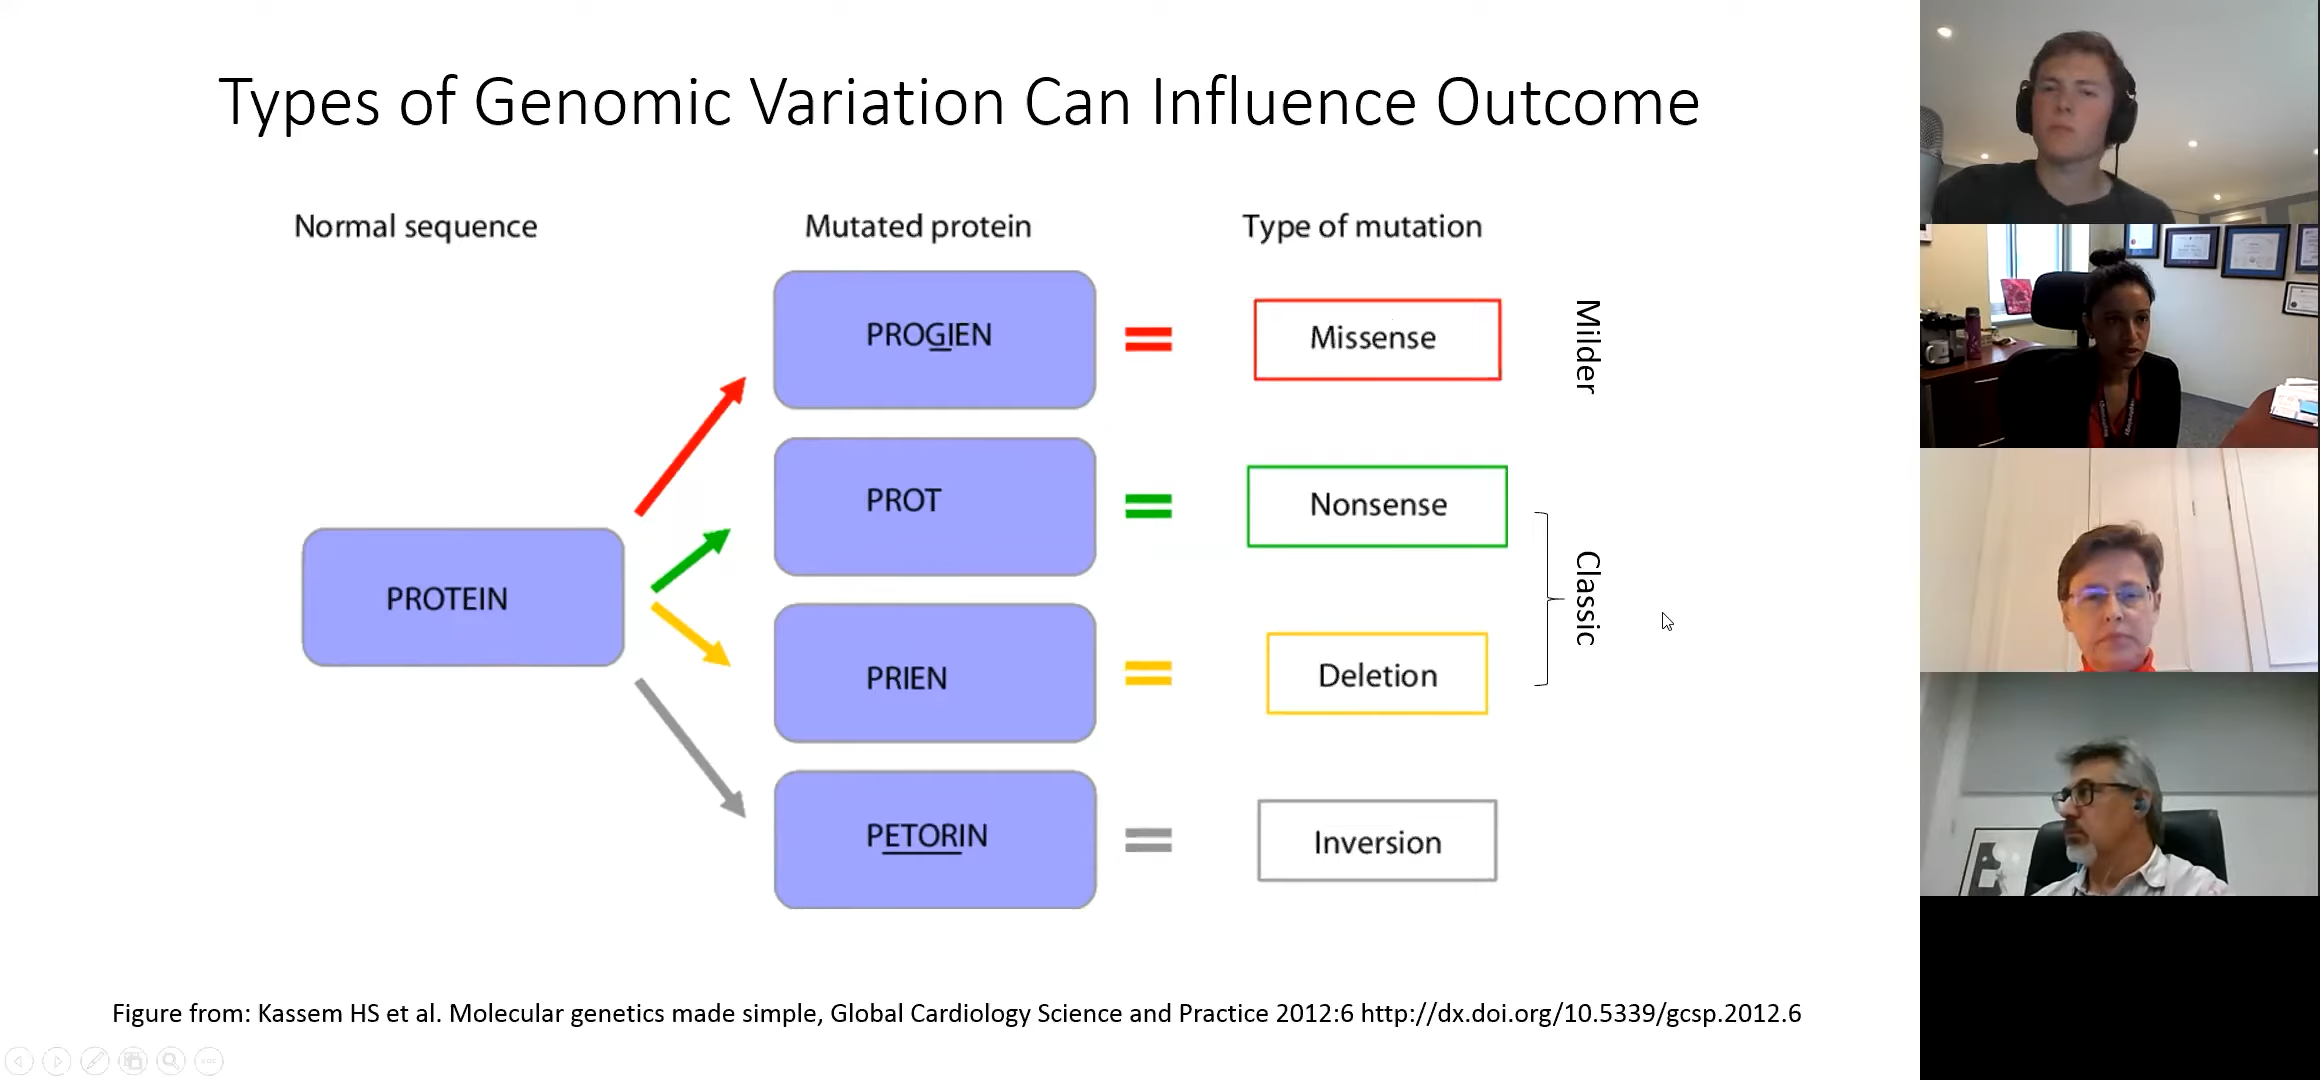 Types of Genomic Variation Can Influence Outcome
Normal sequence
Mutated protein
Type of mutation
PROGIEN
Missense
Milder
PROT
Nonsense
PROTEIN
Classic
PRIEN
Deletion
PETORIN
Inversion
Figure from: Kassem HS et al. Molecular genetics made simple, Global Cardiology Science and Practice 2012:6 http://dx.doi.org/10.5339/gcsp.2012.6